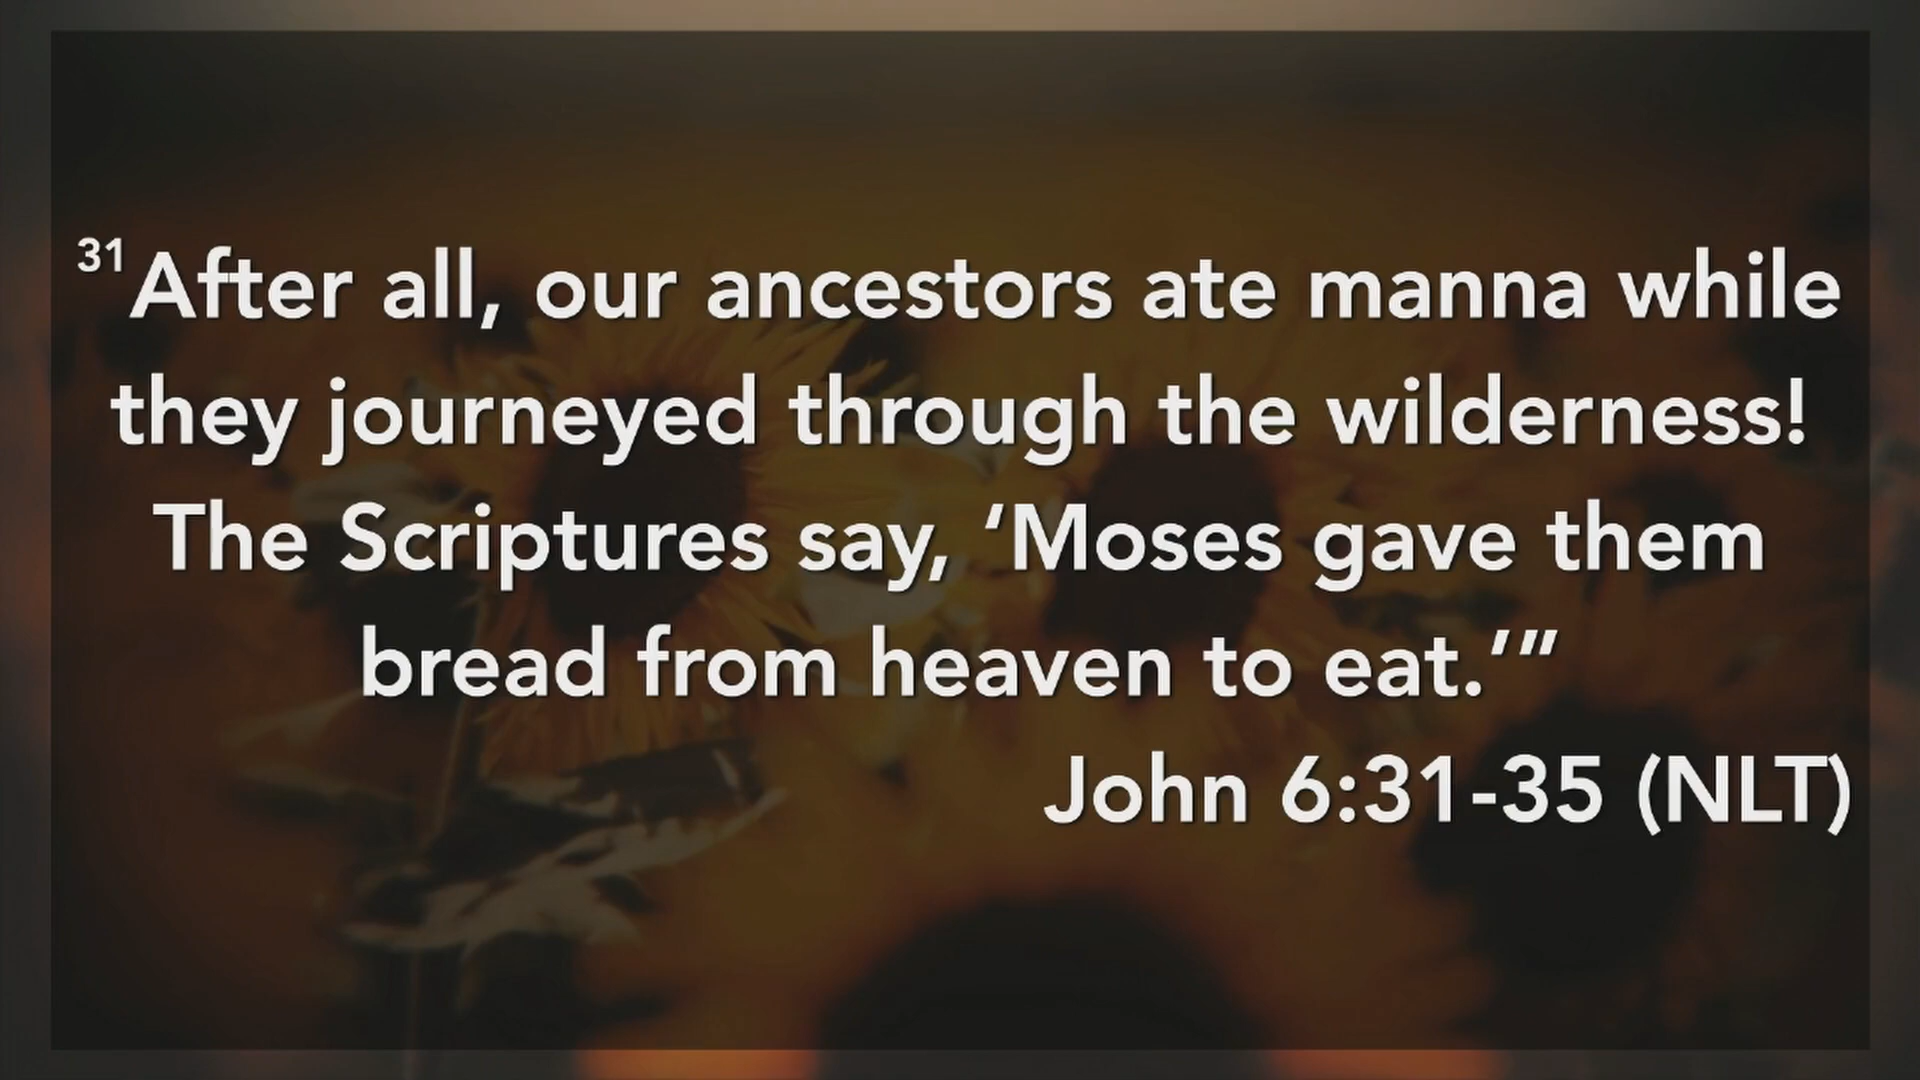 31After all, our ancestors ate manna while
they journeyed through the wilderness!
The Scriptures say, ‘Moses gave them
bread from heaven to eat.’”
John 6:31-35 (NLT)